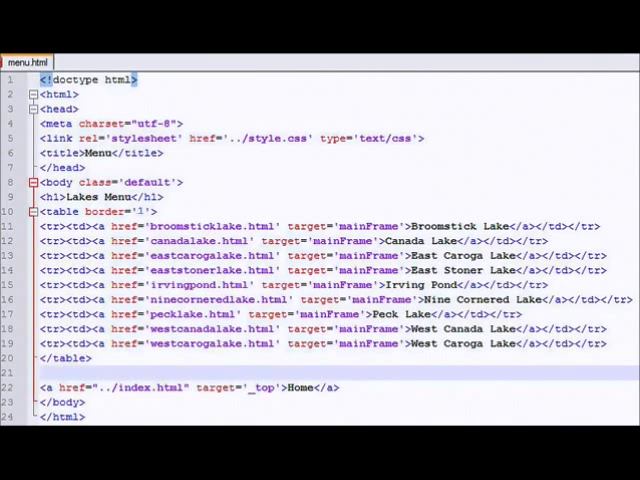 menu.html
1 <!doctype html>
2 <html>
3 <head>
4 <meta charset="utf-8">
5 <link rel='stylesheet' href='../style.css' type='text/css'>
6 <title>Menu</title>
7 </head>
8 <body class='default'>
9 <h1>Lakes Menu</h1>
10 <table border='1'>
11 <tr><td><a href='broomsticklake.html' target='mainFrame'>Broomstick Lake</a></td></tr>
12 <tr><td><a href='canadalake.html' target='mainFrame'>Canada Lake</a></td></tr>
13 <tr><td><a href='eastcarogalake.html' target='mainFrame'>East Caroga Lake</a></td></tr>
14 <tr><td><a href='eaststonerlake.html' target='mainFrame'>East Stoner Lake</a></td></tr>
15 <tr><td><a href='irvingpond.html' target='mainFrame'>Irving Pond</a></td></tr>
16 <tr><td><a href='ninecorneredlake.html' target='mainFrame'>Nine Cornered Lake</a></td></tr>
17 <tr><td><a href='pecklake.html' target='mainFrame'>Peck Lake</a></td></tr>
18 <tr><td><a href='westcanadalake.html' target='mainFrame'>West Canada Lake</a></td></tr>
19 <tr><td><a href='westcarogalake.html' target='mainFrame'>West Caroga Lake</a></td></tr>
20 </table>
21
22 <a href="../index.html" target='_top'>Home</a>
23 </body>
24 </html>